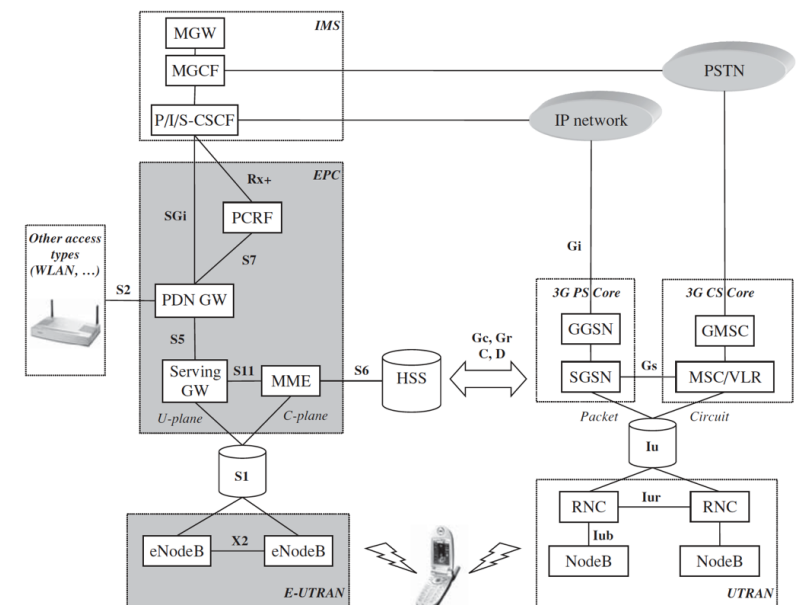 IMS
MGW
MGCF
PSTN
P/I/S-CSCF
IP network
EPC
Rx+
SGi
PCRF
Other access
types
(WLAN, ...)
S7
Gi
S2
PDN GW
3G PS Core
3G CS Core
S5
GGSN
GMSC
Gc, Gr
C, D
Serving
GW
S11
MME
S6
HSS
SGSN
Gs
MSC/VLR
U-plane
C-plane
Packet
Circuit
Iu
S1
RNC
Iur
RNC
Iub
eNodeB
X2
eNodeB
NodeB
NodeB
E-UTRAN
UTRAN